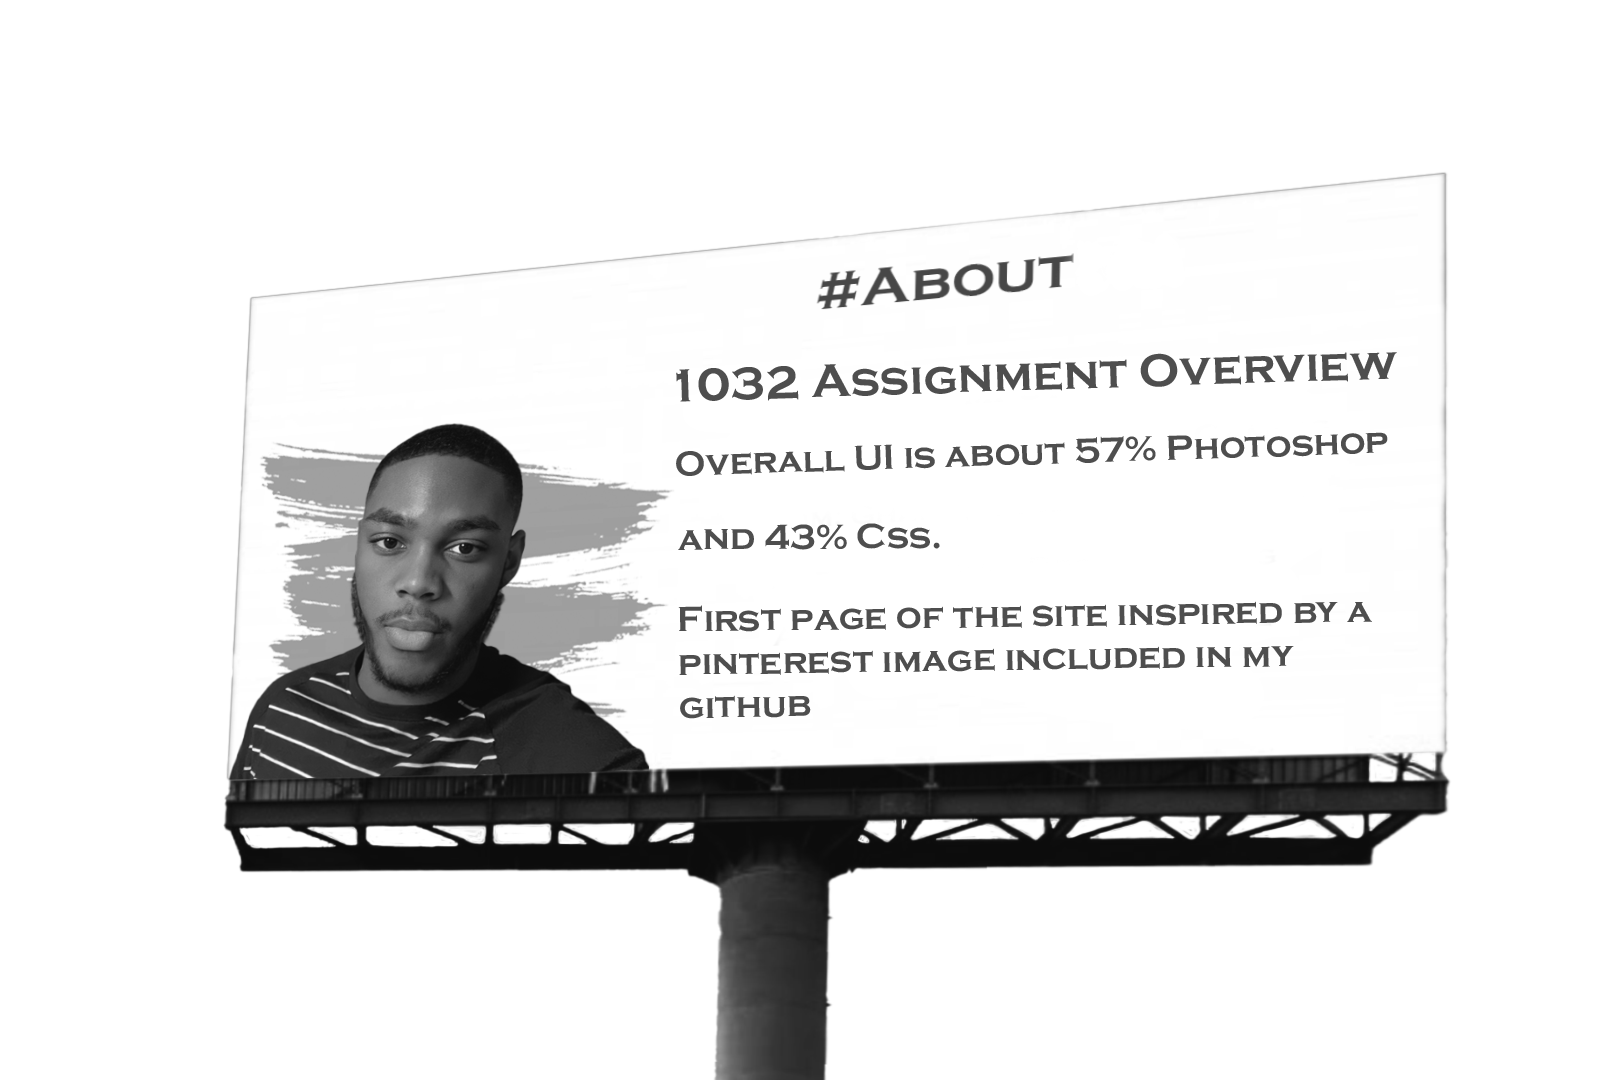 #About
1032 Assignment Overview
Overall UI is about 57% Photoshop
and 43% Css.
First page of the site inspired by a
pinterest image included in my
github